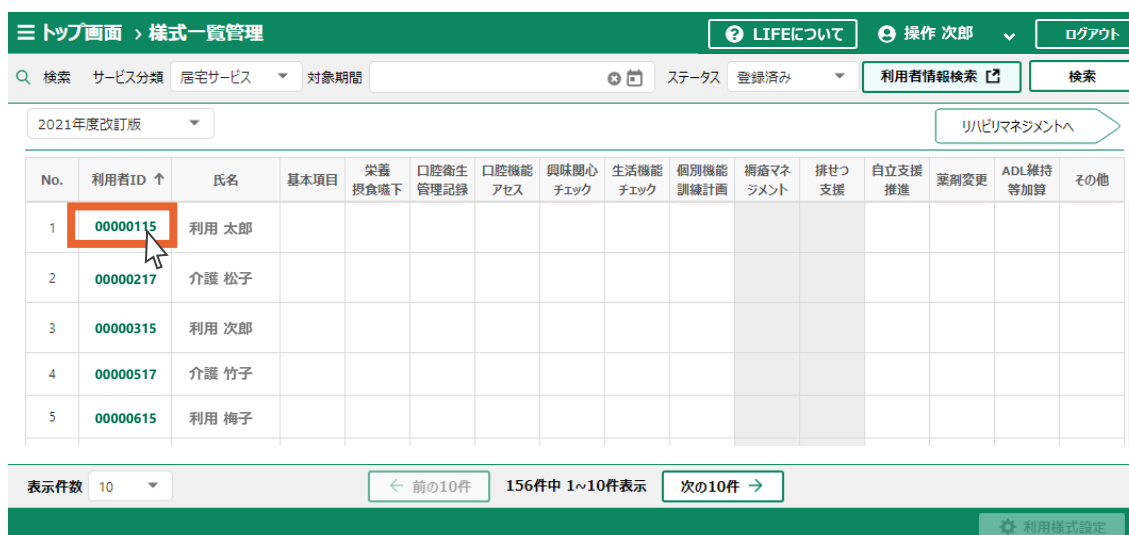 トップ画面 › 様式一覧管理 ? LIFEについて 操作 次郎 ログアウト
検索 サービス分類 居宅サービス 対象期間 ステータス 登録済み 利用者情報検索 検索
2021年度改訂版 リハビリマネジメントへ
No. 利用者ID ↑ 氏名 基本項目 栄養 摂食嚥下 口腔衛生 管理記録 口腔機能 アセス 興味関心 チェック 生活機能 チェック 個別機能 訓練計画 褥瘡マネ ジメント 排せつ 支援 自立支援 推進 薬剤変更 ADL維持 等加算 その他
1 00000115 利用 太郎
2 00000217 介護 松子
3 00000315 利用 次郎
4 00000517 介護 竹子
5 00000615 利用 梅子
表示件数 10 ← 前の10件 156件中 1~10件表示 次の10件 →
利用様式設定